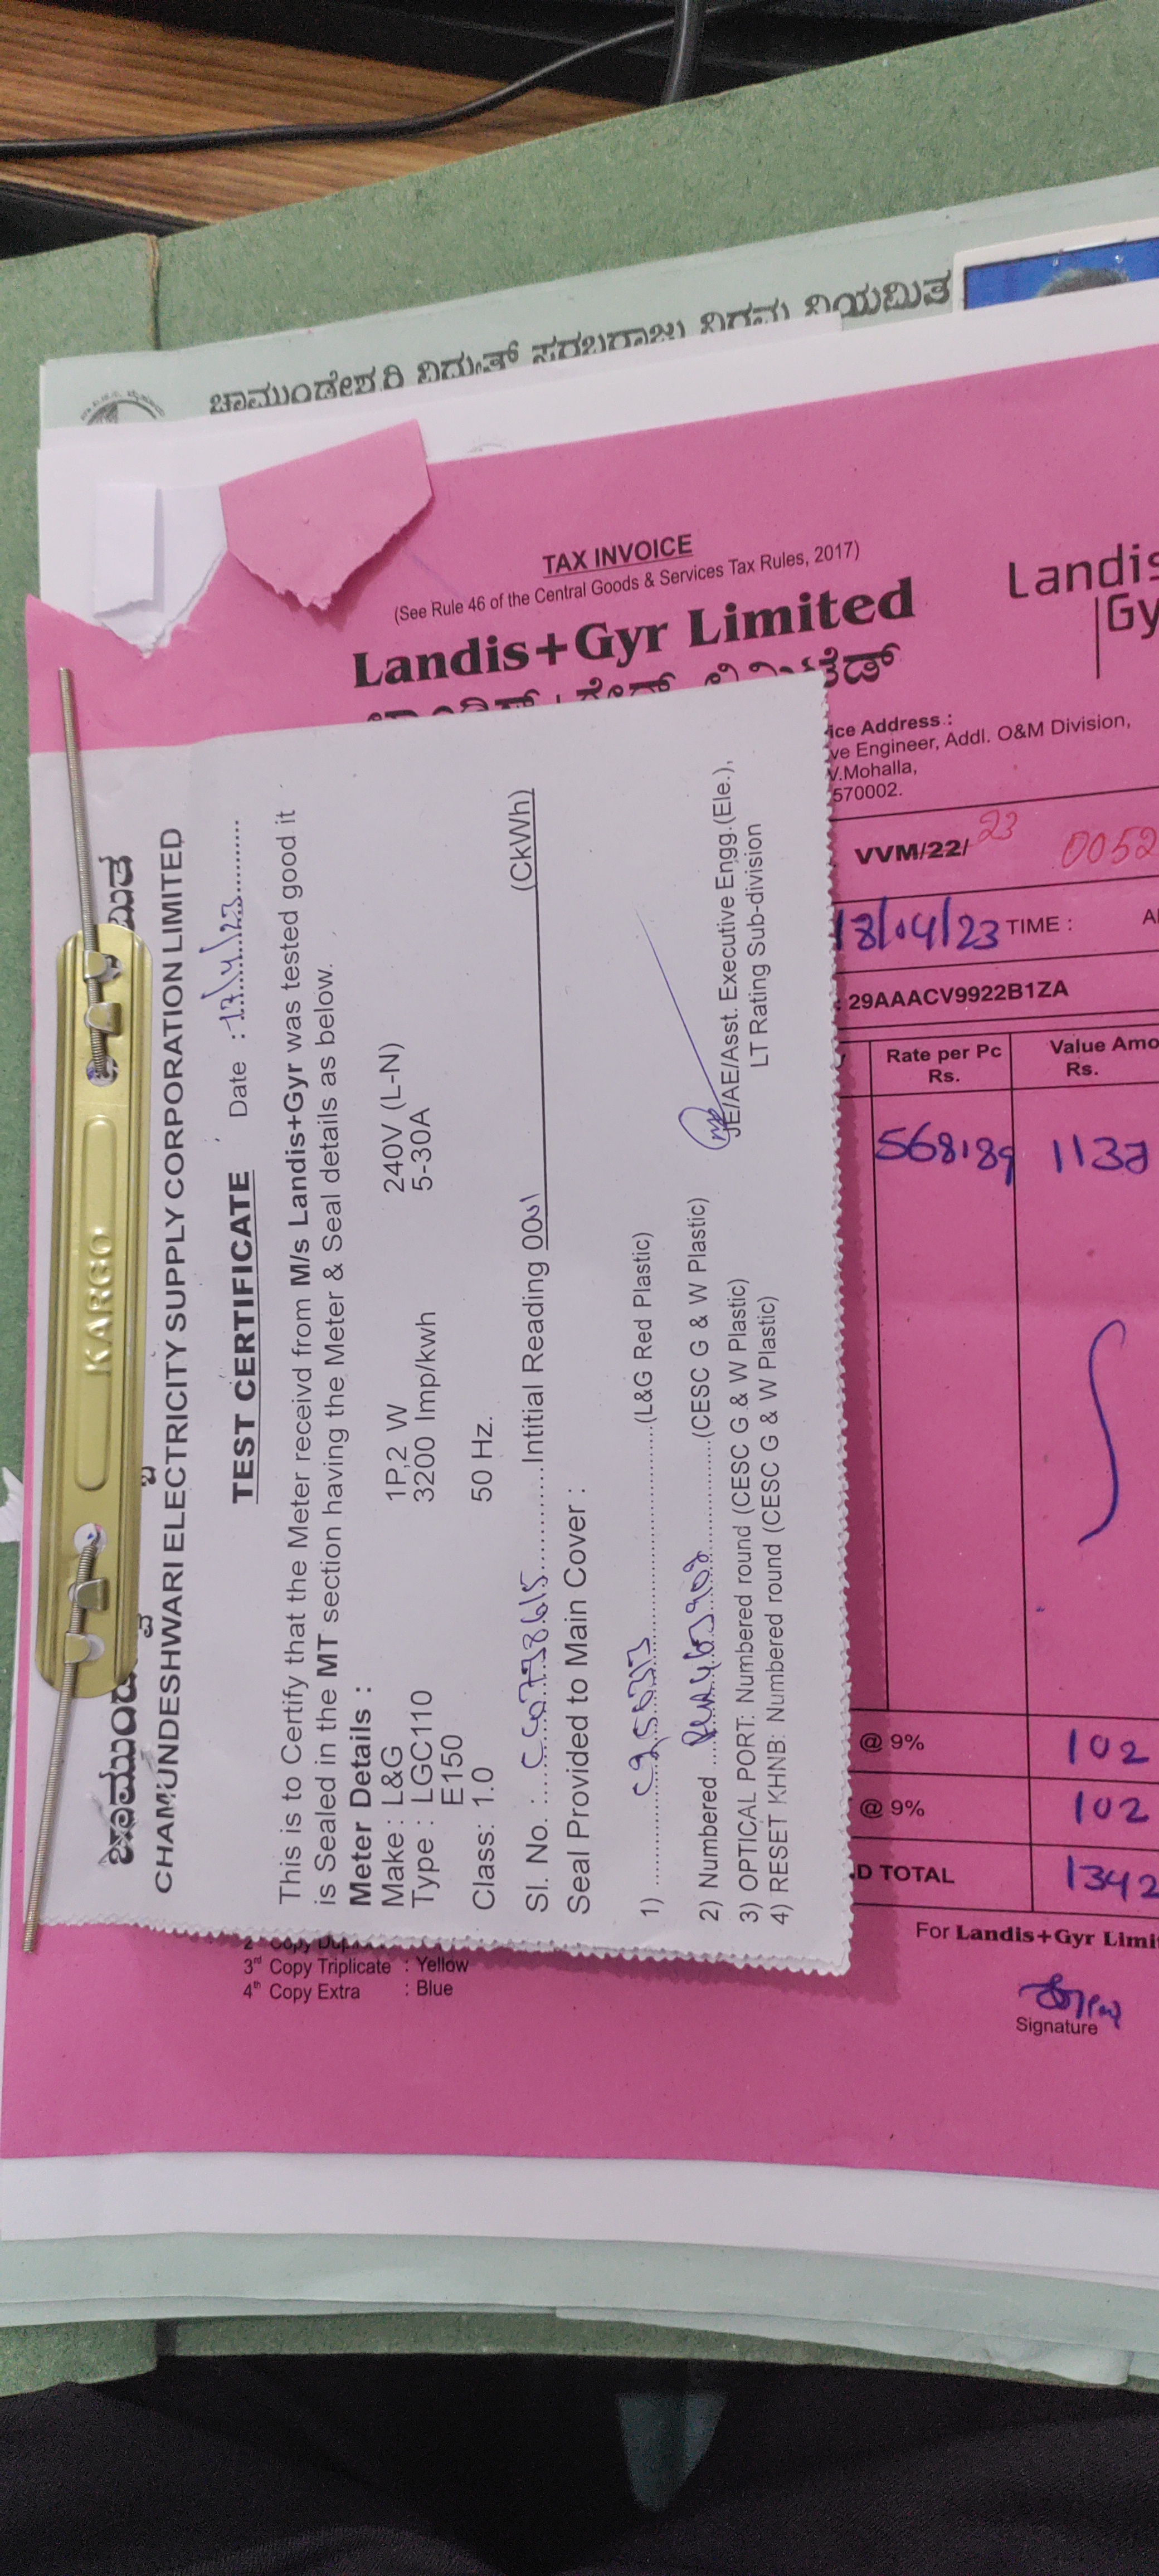 ಚಾಮುಂಡೇಶ್ವರಿ ವಿದ್ಯುತ್ ಸರಬರಾಜು ನಿಗಮ ನಿಯಮಿತ
TAX INVOICE
(See Rule 46 of the Central Goods & Services Tax Rules, 2017)
Landis+Gyr Limited
Landis
Gy
ice Address :
ve Engineer, Addl. O&M Division,
V.Mohalla,
570002.
VVM/22/23 0052
18/04/23 TIME : A
: 29AAACV9922B1ZA
Rate per Pc Rs. Value Amo Rs.
568.89 1137
@ 9% 102
@ 9% 102
D TOTAL 1342
For Landis+Gyr Limi
Signature
3rd Copy Triplicate : Yellow
4th Copy Extra : Blue
KARGO
CHAMUNDESHWARI ELECTRICITY SUPPLY CORPORATION LIMITED
TEST CERTIFICATE Date : 17/4/23
This is to Certify that the Meter receivd from M/s Landis+Gyr was tested good it
is Sealed in the MT section having the Meter & Seal details as below.
Meter Details :
Make : L&G 1P,2 W 240V (L-N)
Type : LGC110 3200 Imp/kwh 5-30A
E150
Class: 1.0 50 Hz.
Sl. No. : Intitial Reading 001 (CkWh)
Seal Provided to Main Cover :
1) (L&G Red Plastic)
2) Numbered (CESC G & W Plastic)
3) OPTICAL PORT: Numbered round (CESC G & W Plastic)
4) RESET KHNB: Numbered round (CESC G & W Plastic)
JE/AE/Asst. Executive Engg.(Ele.),
LT Rating Sub-division